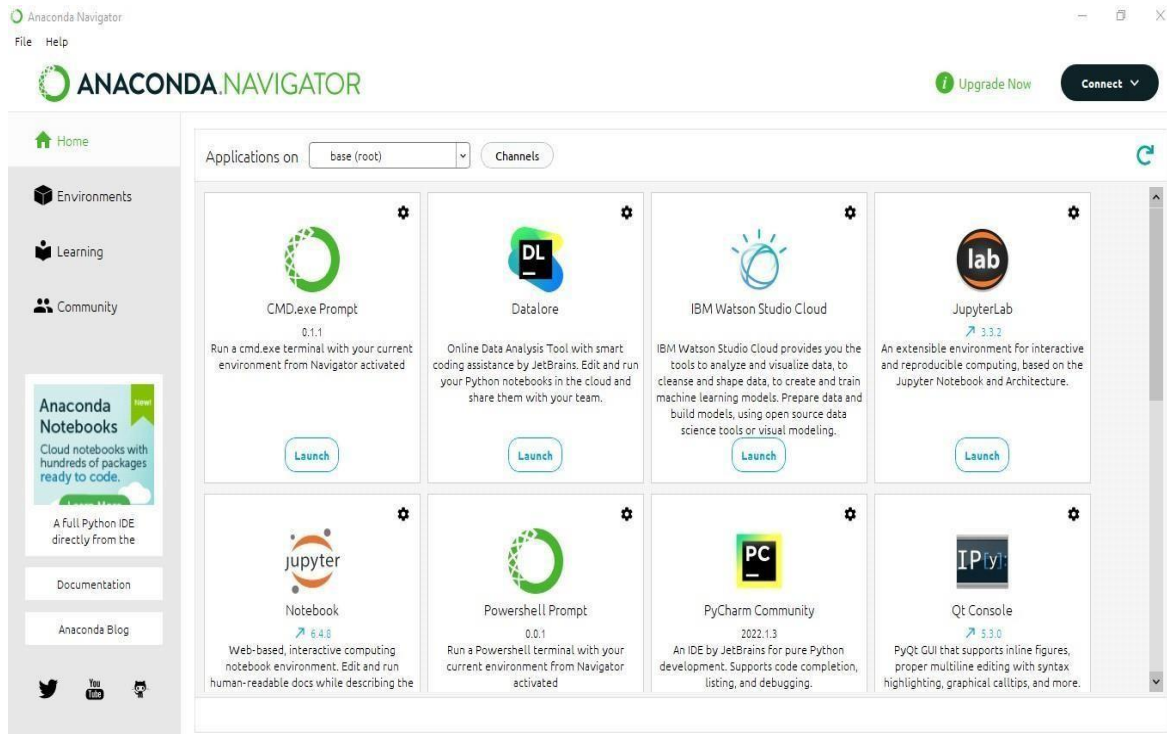 Anaconda Navigator
File Help
ANACONDA.NAVIGATOR
i Upgrade Now
Connect
Home
Environments
Learning
Community
Anaconda
Notebooks
New!
Cloud notebooks with
hundreds of packages
ready to code.
Learn More
A full Python IDE
directly from the
Documentation
Anaconda Blog
You
Tube
Applications on base (root) Channels
CMD.exe Prompt
0.1.1
Run a cmd.exe terminal with your current
environment from Navigator activated
Launch
DL
Datalore
Online Data Analysis Tool with smart
coding assistance by JetBrains. Edit and run
your Python notebooks in the cloud and
share them with your team.
Launch
IBM Watson Studio Cloud
IBM Watson Studio Cloud provides you the
tools to analyze and visualize data, to
cleanse and shape data, to create and train
machine learning models. Prepare data and
build models, using open source data
science tools or visual modeling.
Launch
lab
JupyterLab
3.3.2
An extensible environment for interactive
and reproducible computing, based on the
Jupyter Notebook and Architecture.
Launch
jupyter
Notebook
6.4.8
Web-based, interactive computing
notebook environment. Edit and run
human-readable docs while describing the
Powershell Prompt
0.0.1
Run a Powershell terminal with your
current environment from Navigator
activated
PC
PyCharm Community
2022.1.3
An IDE by JetBrains for pure Python
development. Supports code completion,
listing, and debugging.
IP[y]:
Qt Console
5.3.0
PyQt GUI that supports inline figures,
proper multiline editing with syntax
highlighting, graphical calltips, and more.